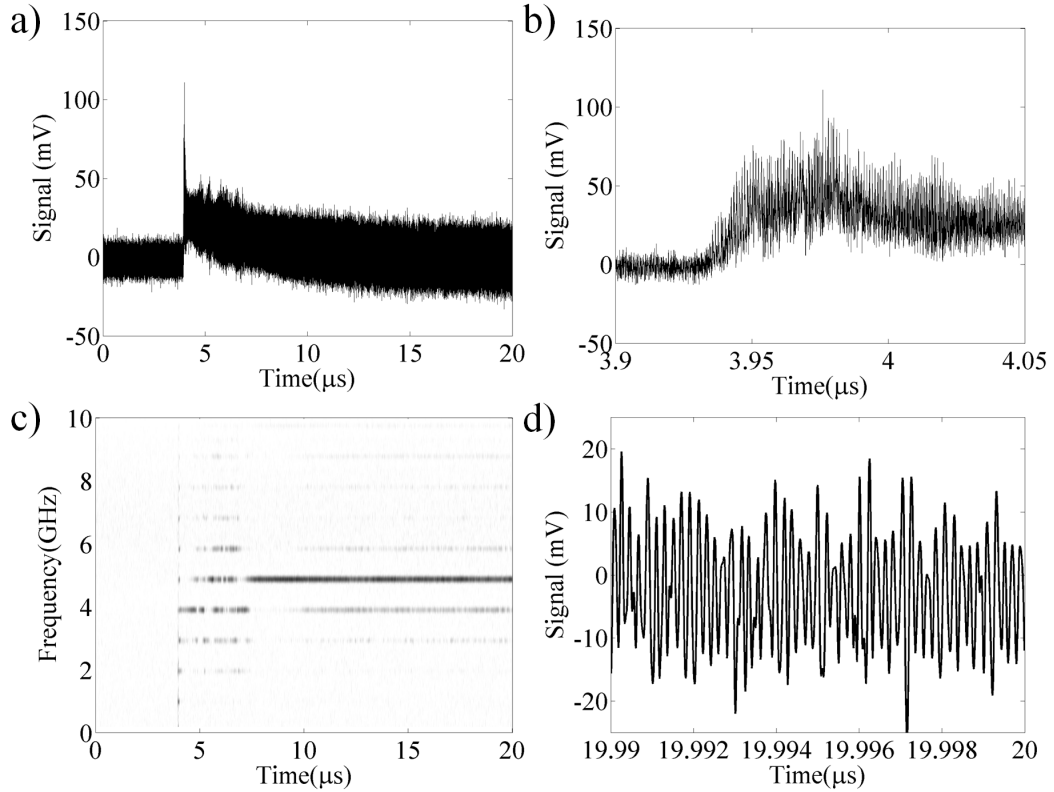 a)
150
100
50
0
-50
Signal (mV)
0 5 10 15 20
Time(μs)
b)
150
100
50
0
-50
Signal (mV)
3.9 3.95 4 4.05
Time(μs)
c)
10
8
6
4
2
0
Frequency(GHz)
0 5 10 15 20
Time(μs)
d)
20
10
0
-10
-20
Signal (mV)
19.99 19.992 19.994 19.996 19.998 20
Time(μs)